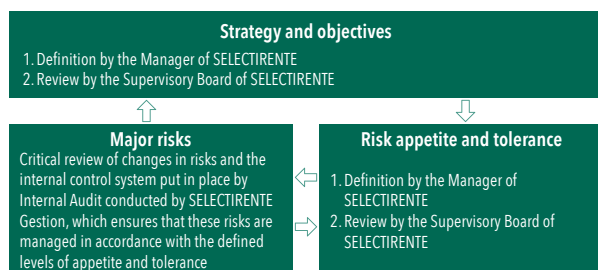 Strategy and objectives
1. Definition by the Manager of SELECTIRENTE
2. Review by the Supervisory Board of SELECTIRENTE
Major risks
Critical review of changes in risks and the
internal control system put in place by
Internal Audit conducted by SELECTIRENTE
Gestion, which ensures that these risks are
managed in accordance with the defined
levels of appetite and tolerance
Risk appetite and tolerance
1. Definition by the Manager of
SELECTIRENTE
2. Review by the Supervisory Board of
SELECTIRENTE